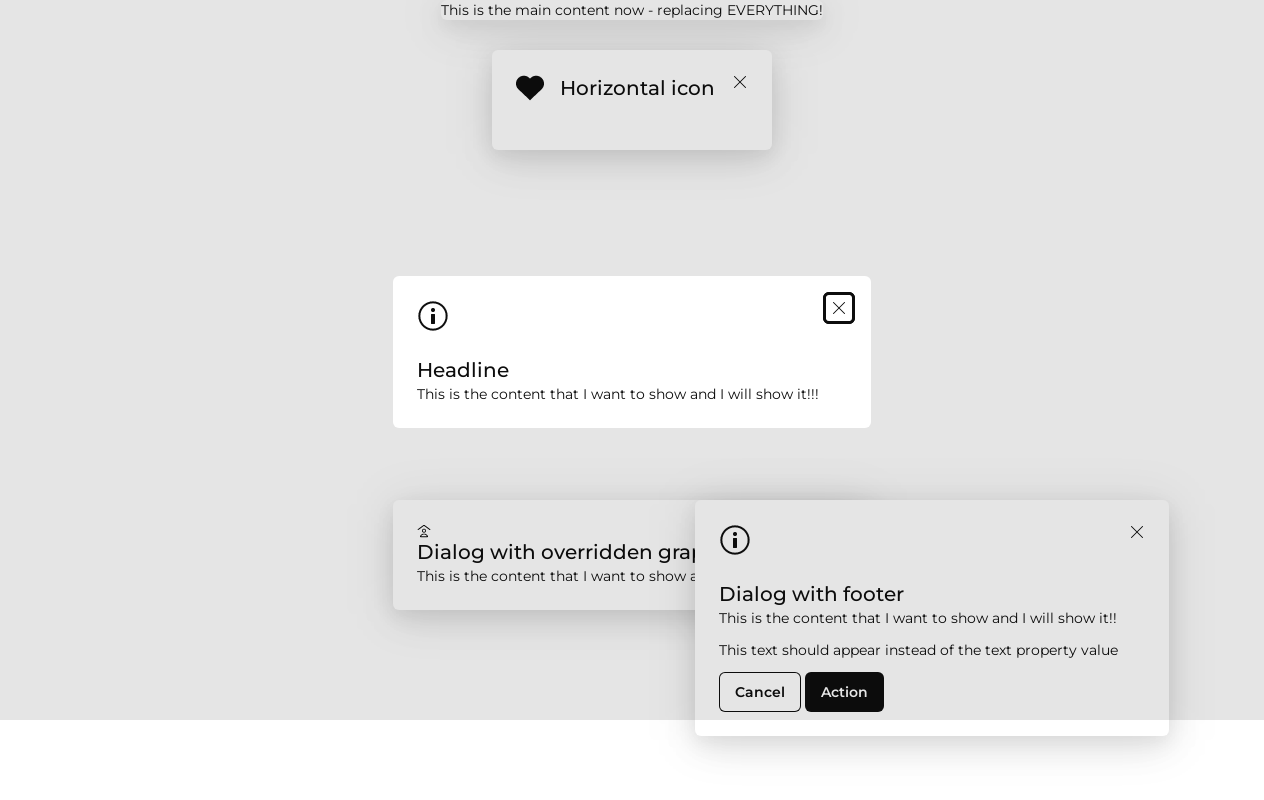 This is the main content now - replacing EVERYTHING!
Horizontal icon
Headline
This is the content that I want to show and I will show it!!!
Dialog with overridden grap
This is the content that I want to show a
Dialog with footer
This is the content that I want to show and I will show it!!
This text should appear instead of the text property value
Cancel
Action